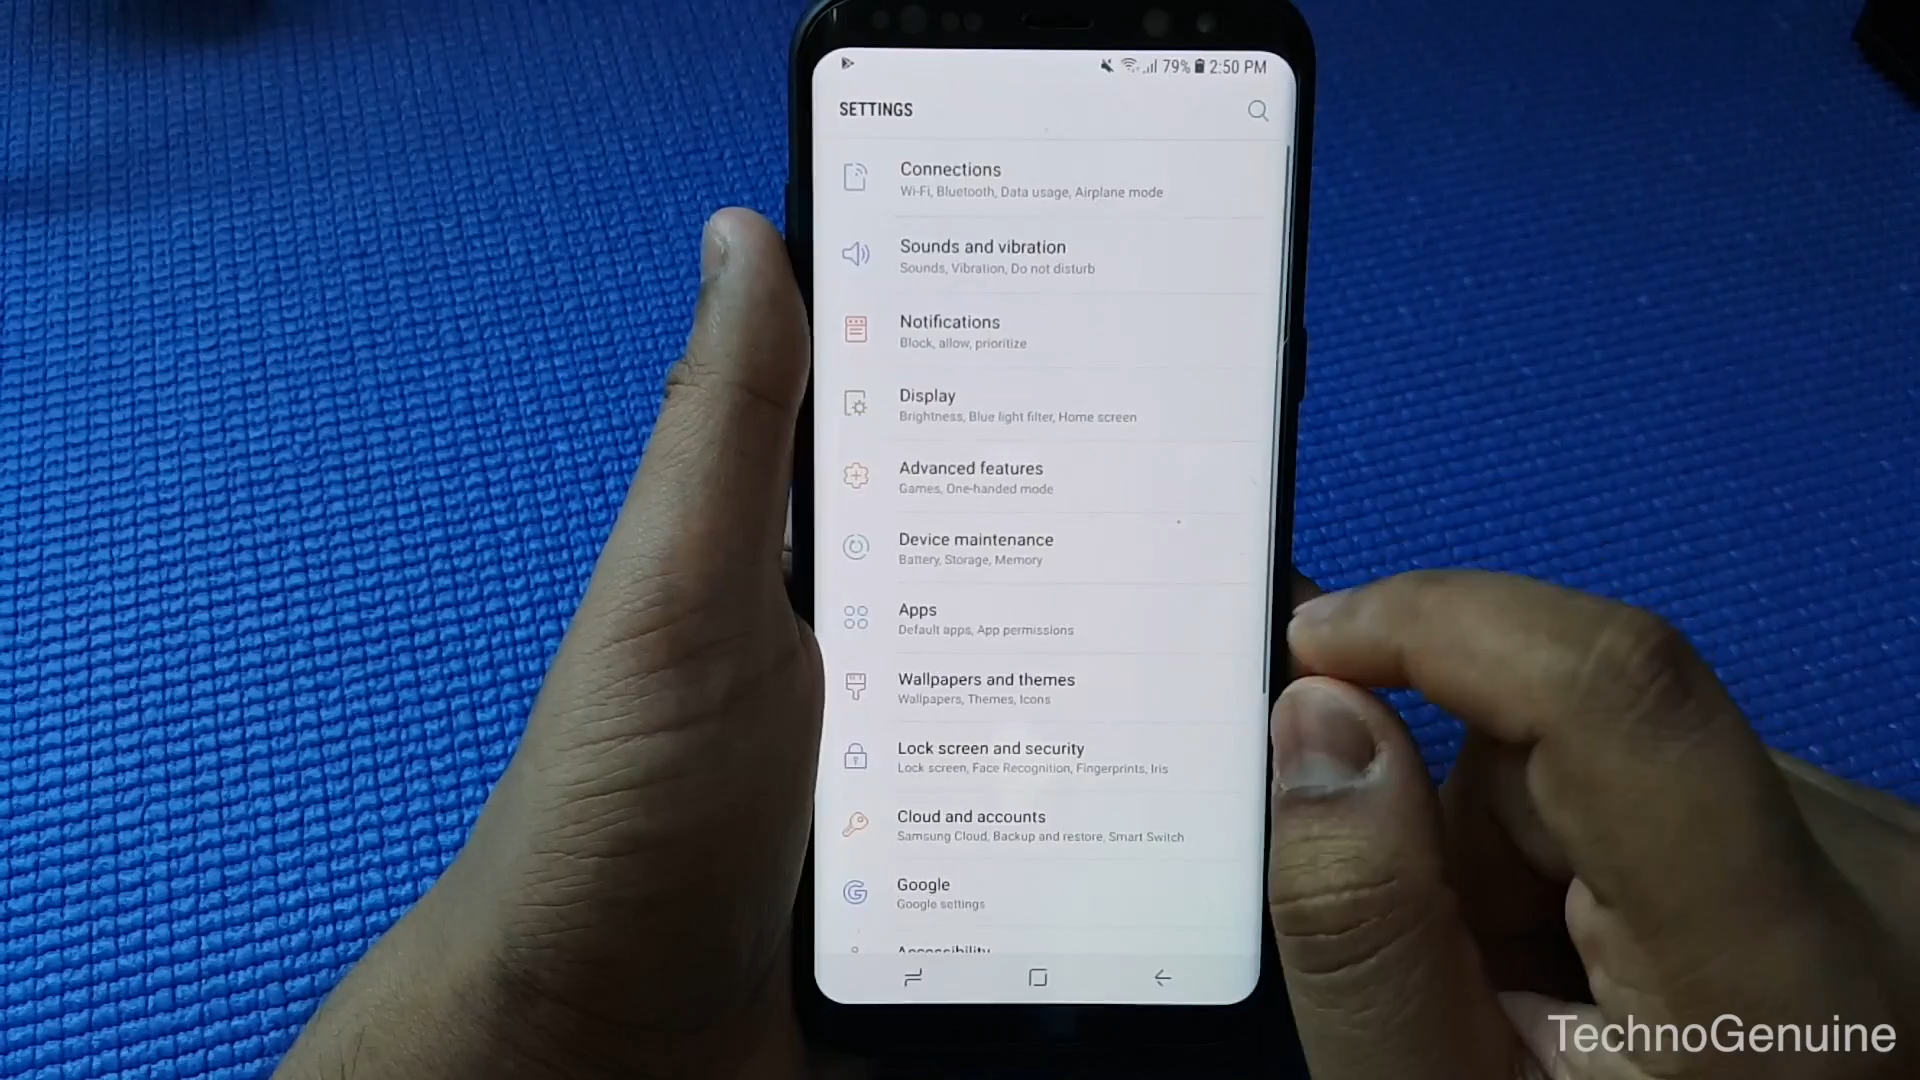 79% 2:50 PM
SETTINGS
Connections
Wi-Fi, Bluetooth, Data usage, Airplane mode
Sounds and vibration
Sounds, Vibration, Do not disturb
Notifications
Block, allow, prioritize
Display
Brightness, Blue light filter, Home screen
Advanced features
Games, One-handed mode
Device maintenance
Battery, Storage, Memory
Apps
Default apps, App permissions
Wallpapers and themes
Wallpapers, Themes, Icons
Lock screen and security
Lock screen, Face Recognition, Fingerprints, Iris
Cloud and accounts
Samsung Cloud, Backup and restore, Smart Switch
Google
Google settings
Accessibility
TechnoGenuine